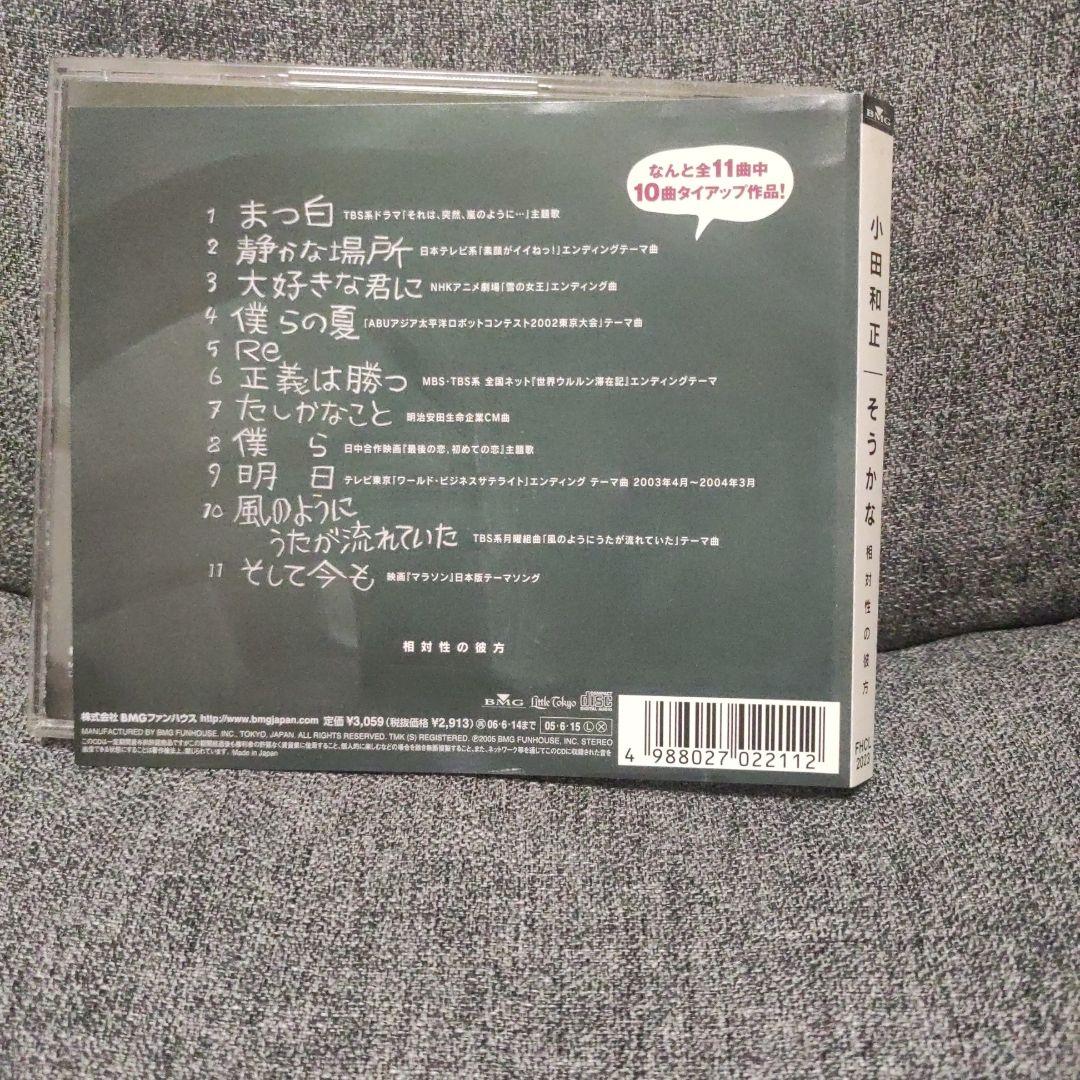 なんと全11曲中
10曲タイアップ作品!
1 まっ白 TBS系ドラマ「それは、突然、嵐のように…」主題歌
2 静かな場所 日本テレビ系「素顔がイイねっ!」エンディングテーマ曲
3 大好きな君に NHKアニメ劇場「雪の女王」エンディング曲
4 僕らの夏 「ABUアジア太平洋ロボットコンテスト2002東京大会」テーマ曲
5 Re
6 正義は勝つ MBS・TBS系 全国ネット『世界ウルルン滞在記』エンディングテーマ
7 たしかなこと 明治安田生命企業CM曲
8 僕ら 日中合作映画『最後の恋,初めての恋』主題歌
9 明日 テレビ東京「ワールド・ビジネスサテライト」エンディング テーマ曲 2003年4月〜2004年3月
10 風のように
うたが流れていた TBS系月曜組曲「風のようにうたが流れていた」テーマ曲
11 そして今も 映画『マラソン』日本版テーマソング
相対性の彼方
BMG Little Tokyo COMPACT disc DIGITAL AUDIO
株式会社 BMGファンハウス http://www.bmgjapan.com 定価 ¥3,059 (税抜価格 ¥2,913) 再06・6・14まで 05・6・15 L X
MANUFACTURED BY BMG FUNHOUSE, INC. TOKYO, JAPAN. ALL RIGHTS RESERVED. TMK (S) REGISTERED. ℗2005 BMG FUNHOUSE, INC. STEREO
Made in Japan
4 988027 022112
BMG
小田和正 そうかな 相対性の彼方